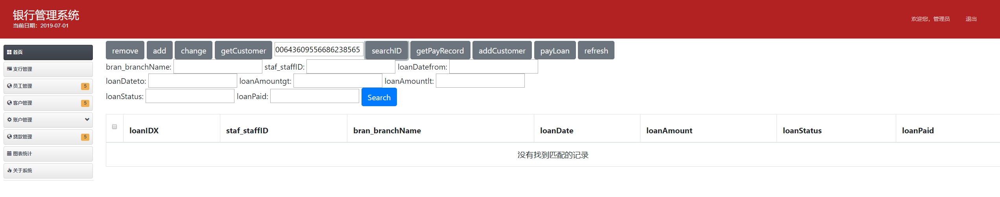 银行管理系统
当前日期：2019-07-01
欢迎您，管理员 退出
首页
支行管理
员工管理 5
客户管理 5
账户管理
贷款管理 5
图表统计
关于系统
remove add change getCustomer 00643609556686238565 searchID getPayRecord addCustomer payLoan refresh
bran_branchName: staf_staffID: loanDatefrom:
loanDateto: loanAmountgt: loanAmountlt:
loanStatus: loanPaid: Search
loanIDX staf_staffID bran_branchName loanDate loanAmount loanStatus loanPaid
没有找到匹配的记录